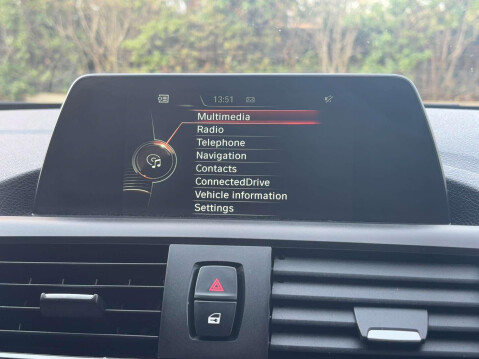 13:51
Multimedia
Radio
Telephone
Navigation
Contacts
ConnectedDrive
Vehicle information
Settings